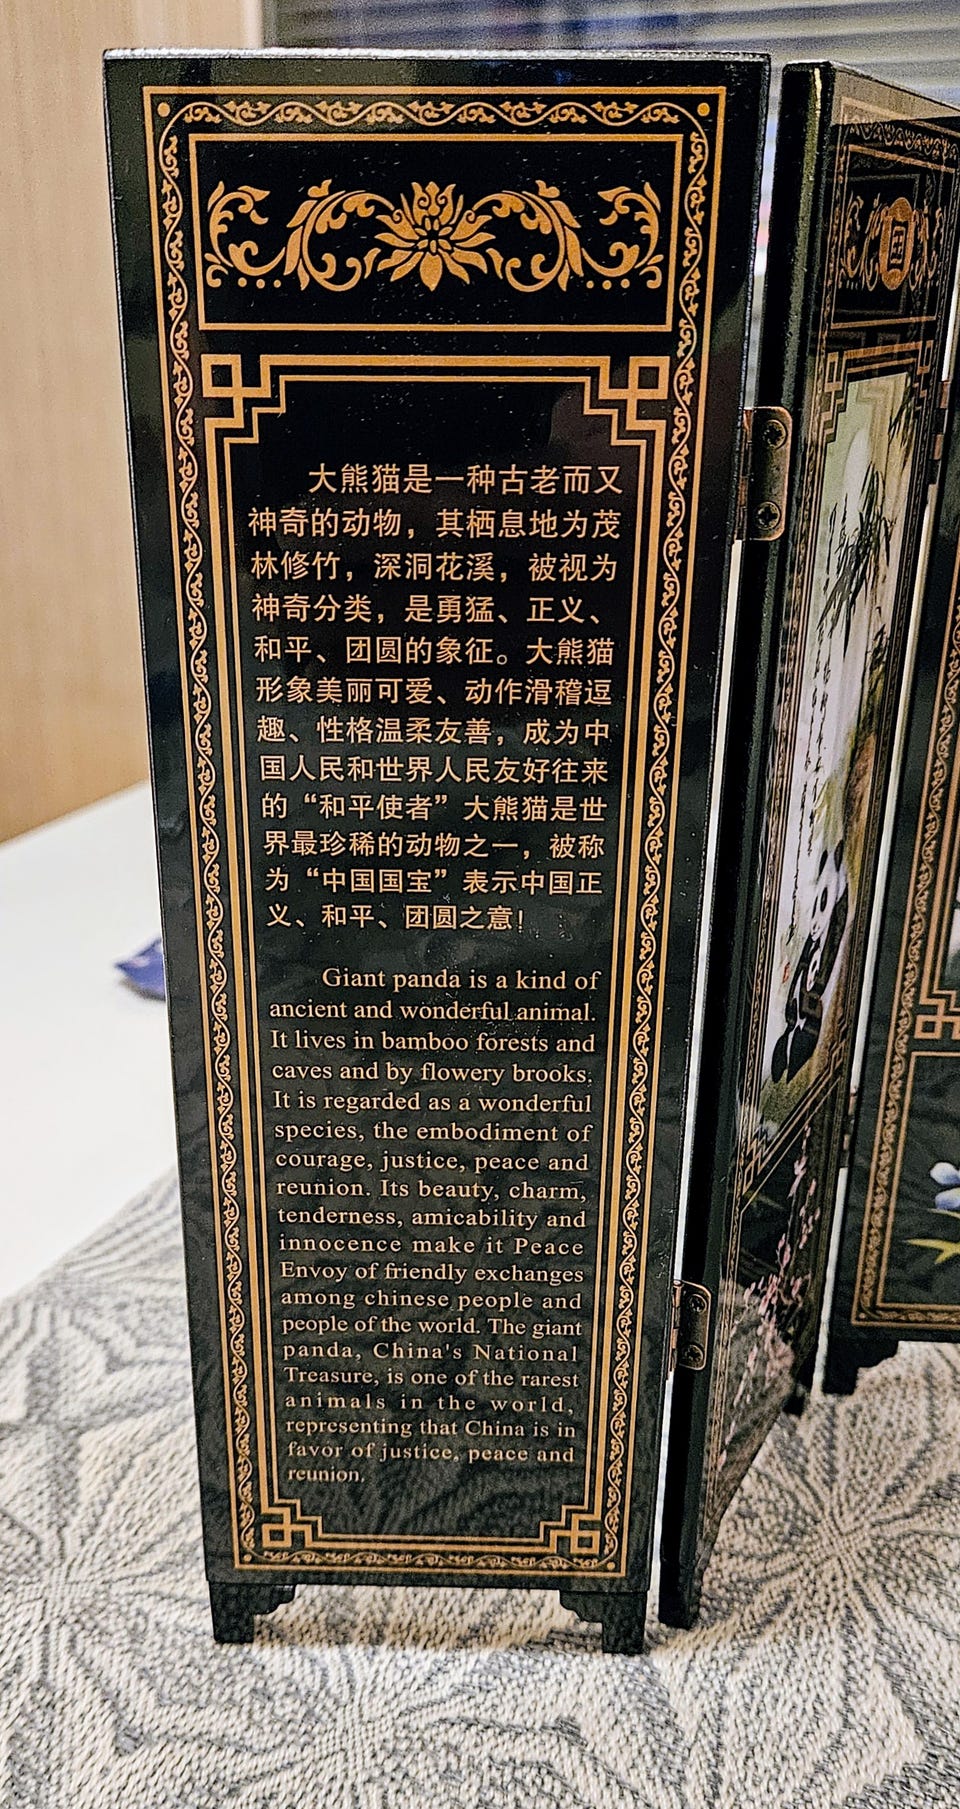 大熊猫是一种古老而又
神奇的动物，其栖息地为茂
林修竹，深洞花溪，被视为
神奇分类，是勇猛、正义、
和平、团圆的象征。大熊猫
形象美丽可爱、动作滑稽逗
趣、性格温柔友善，成为中
国人民和世界人民友好往来
的“和平使者”大熊猫是世
界最珍稀的动物之一，被称
为“中国国宝”表示中国正
义、和平、团圆之意！
Giant panda is a kind of
ancient and wonderful animal.
It lives in bamboo forests and
caves and by flowery brooks.
It is regarded as a wonderful
species, the embodiment of
courage, justice, peace and
reunion. Its beauty, charm,
tenderness, amicability and
innocence make it Peace
Envoy of friendly exchanges
among chinese people and
people of the world. The giant
panda, China's National
Treasure, is one of the rarest
animals in the world,
representing that China is in
favor of justice, peace and
reunion.